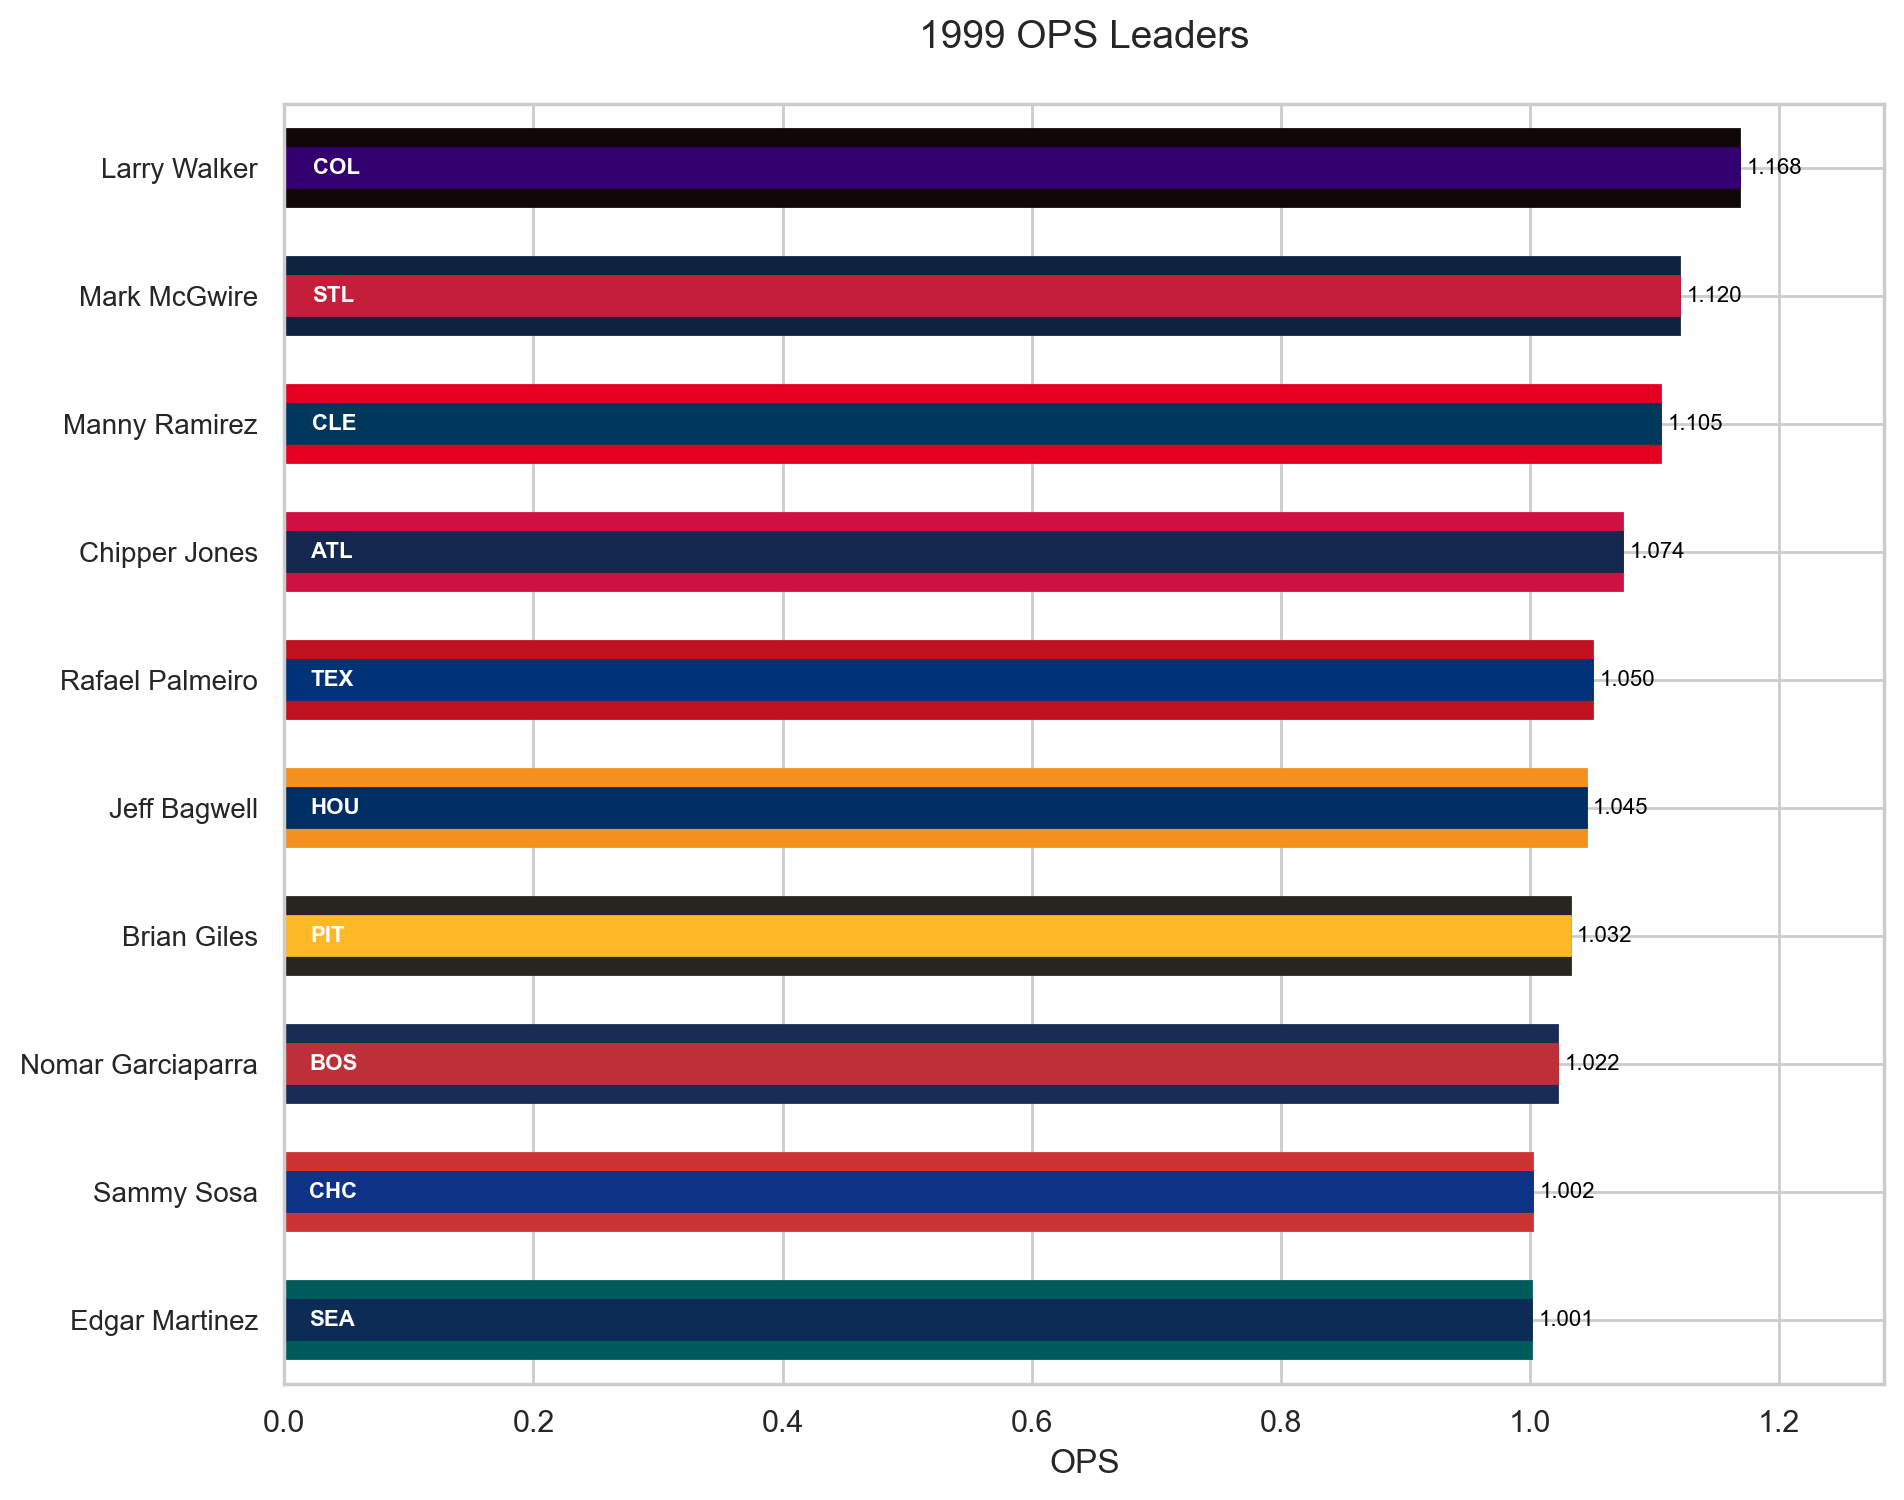 1999 OPS Leaders
Larry Walker COL 1.168
Mark McGwire STL 1.120
Manny Ramirez CLE 1.105
Chipper Jones ATL 1.074
Rafael Palmeiro TEX 1.050
Jeff Bagwell HOU 1.045
Brian Giles PIT 1.032
Nomar Garciaparra BOS 1.022
Sammy Sosa CHC 1.002
Edgar Martinez SEA 1.001
0.0 0.2 0.4 0.6 0.8 1.0 1.2
OPS